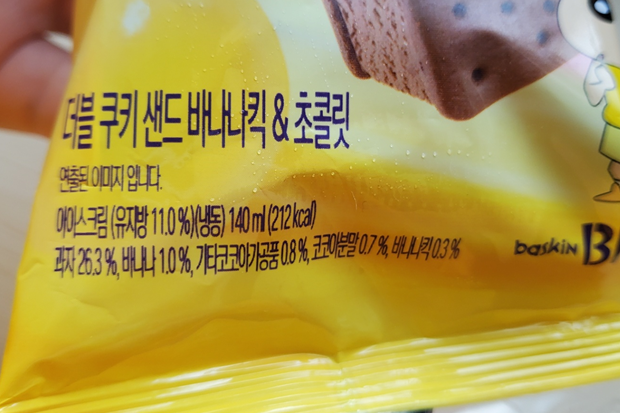 더블 쿠키 샌드 바나나킥 & 초콜릿
연출된 이미지 입니다.
아이스크림 (유지방 11.0 %)(냉동) 140 ml (212 kcal)
과자 26.3 %, 바나나 1.0 %, 기타코코아가공품 0.8 %, 코코아분말 0.7 %, 바나나킥 0.3 %
baskin B